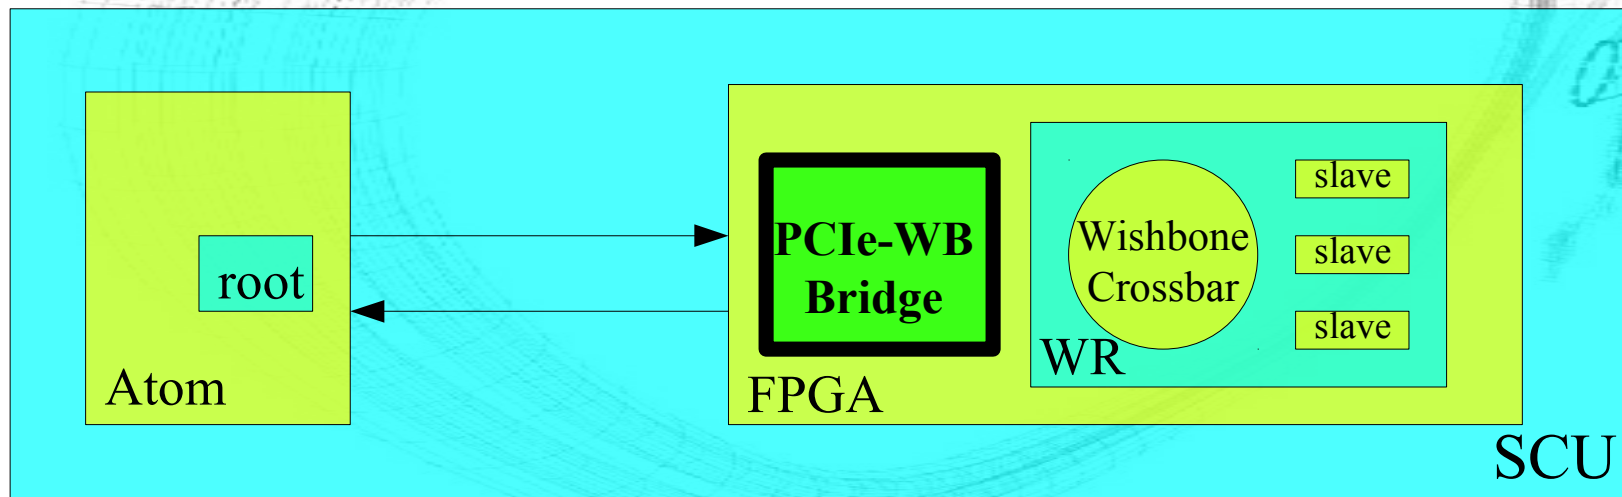 root
Atom
PCIe-WB
Bridge
FPGA
Wishbone
Crossbar
WR
slave
slave
slave
SCU